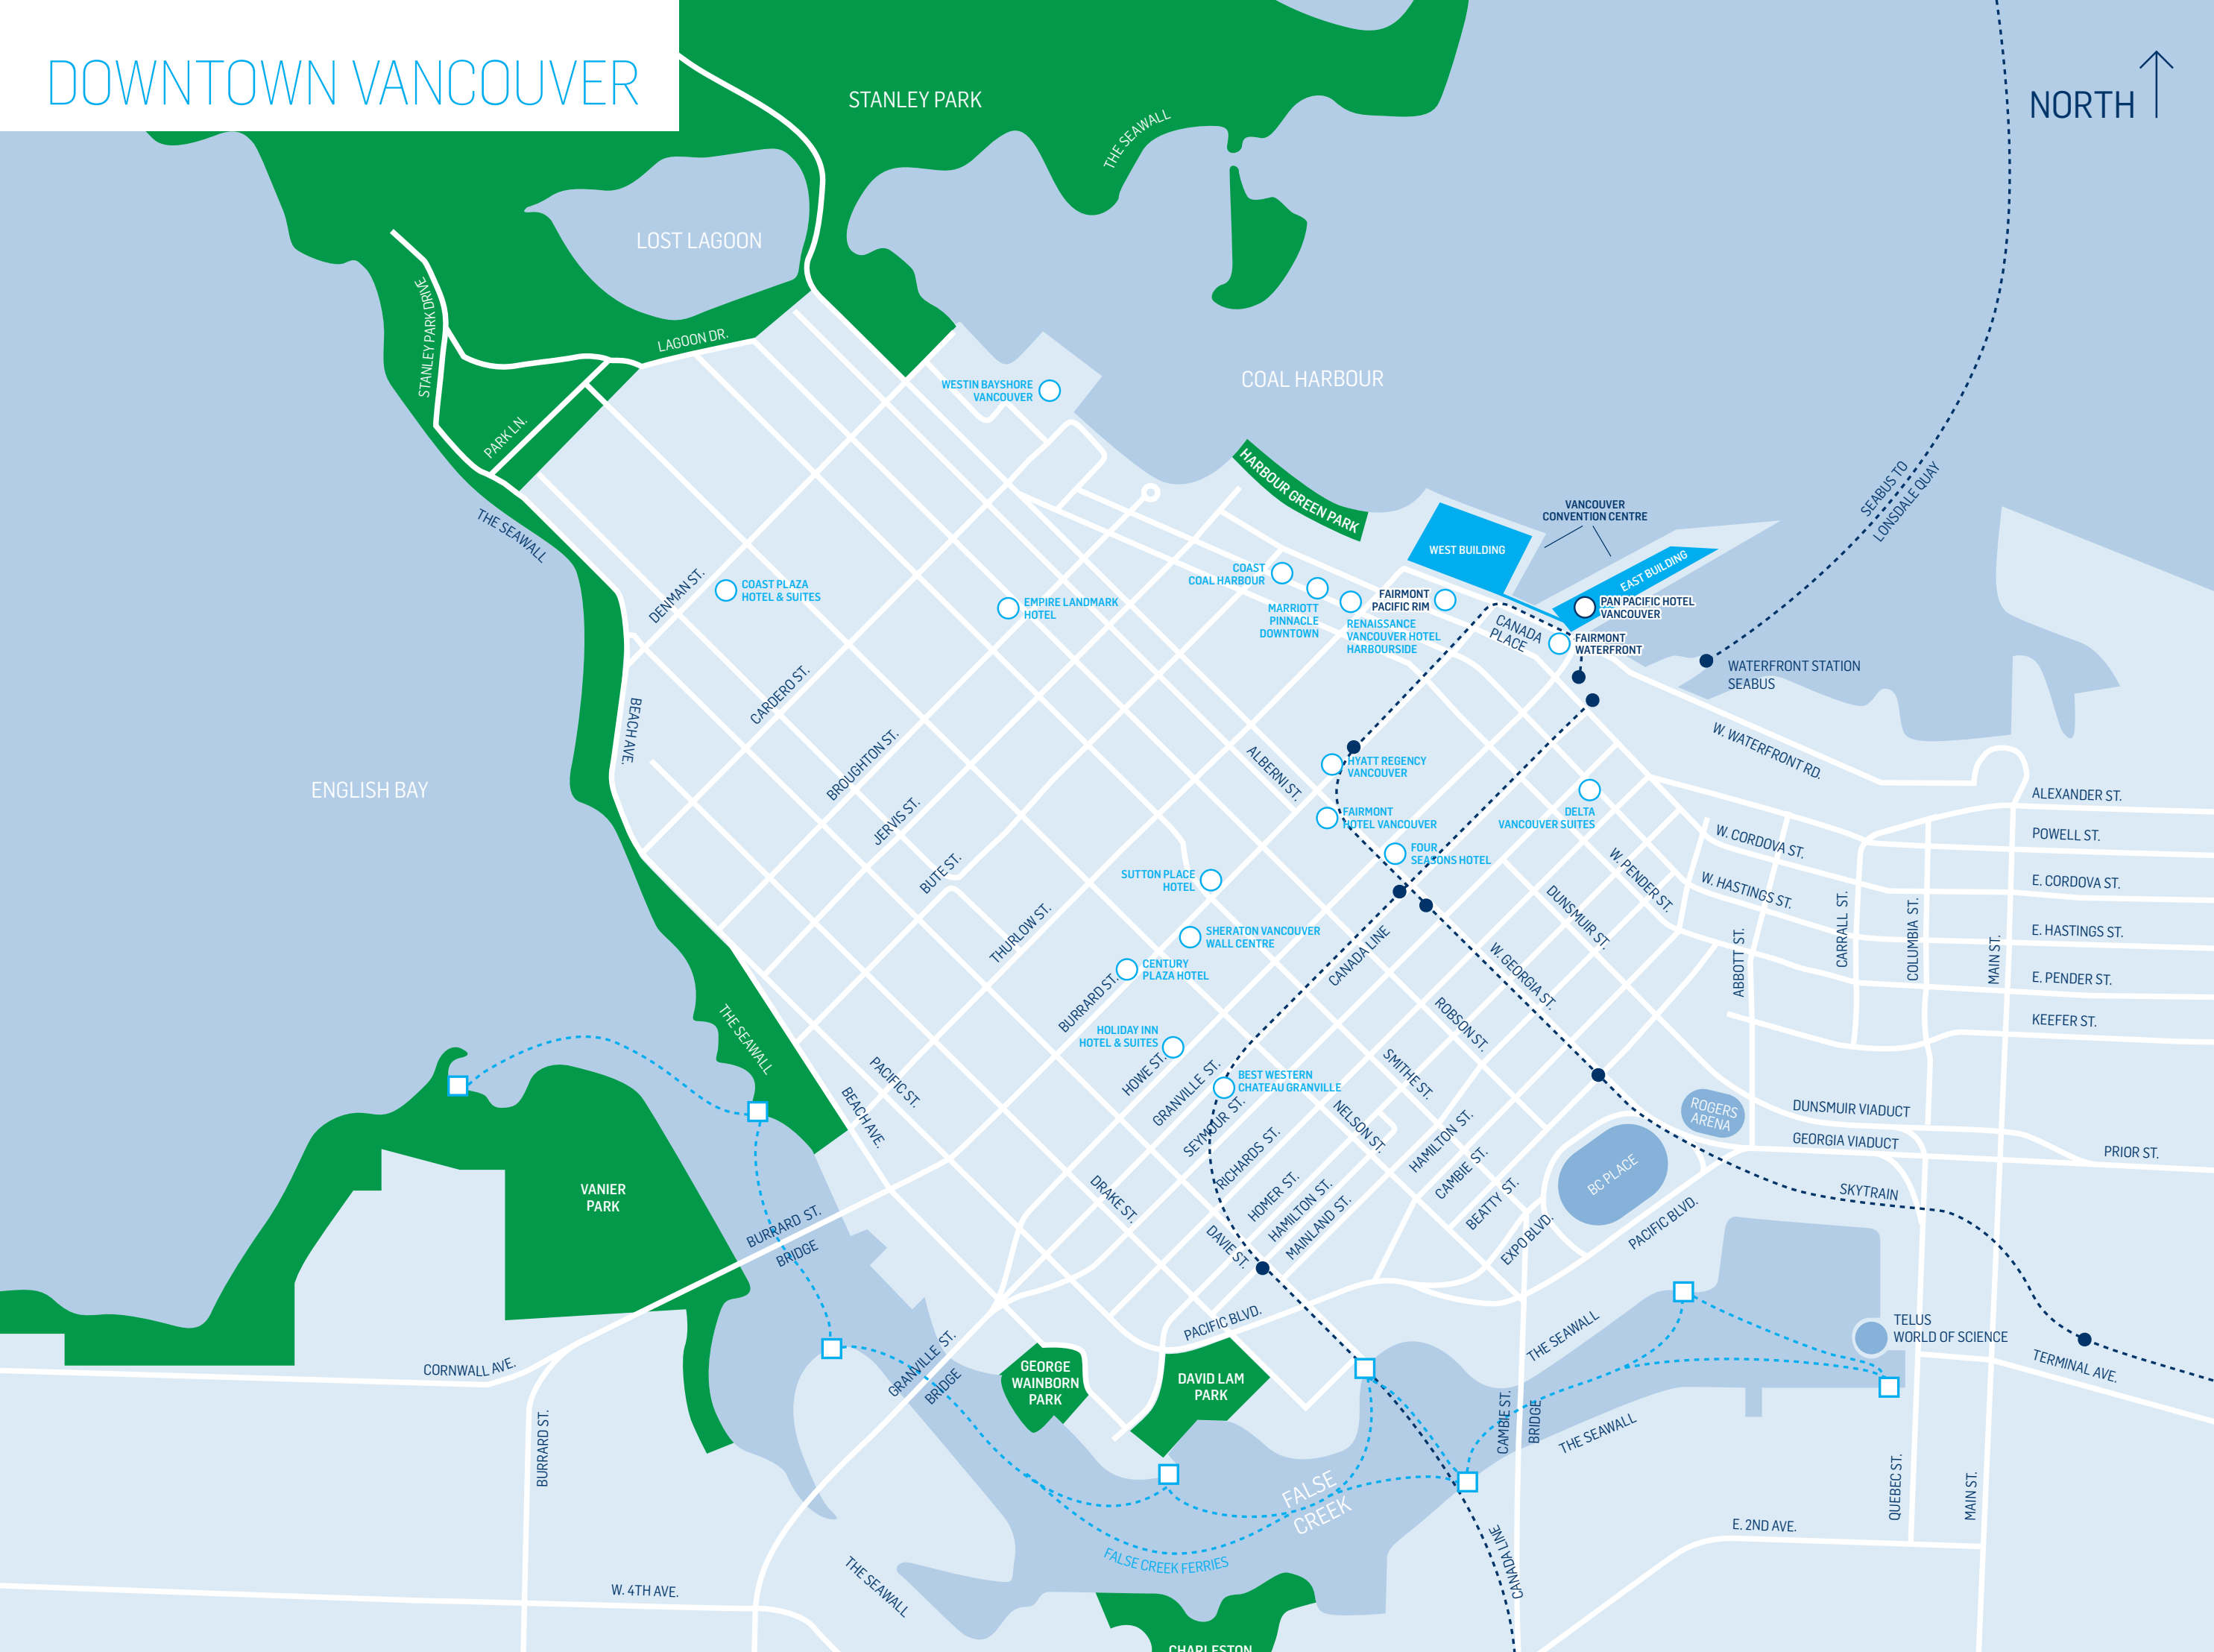 DOWNTOWN VANCOUVER
NORTH
STANLEY PARK
THE SEAWALL
LOST LAGOON
STANLEY PARK DRIVE
LAGOON DR.
PARK LN.
COAL HARBOUR
WESTIN BAYSHORE
VANCOUVER
HARBOUR GREEN PARK
THE SEAWALL
VANCOUVER
CONVENTION CENTRE
WEST BUILDING
EAST BUILDING
SEABUS TO
LONSDALE QUAY
COAST
COAL HARBOUR
MARRIOTT
PINNACLE
DOWNTOWN
RENAISSANCE
VANCOUVER HOTEL
HARBOURSIDE
FAIRMONT
PACIFIC RIM
CANADA
PLACE
PAN PACIFIC HOTEL
VANCOUVER
FAIRMONT
WATERFRONT
WATERFRONT STATION
SEABUS
DENMAN ST.
COAST PLAZA
HOTEL & SUITES
EMPIRE LANDMARK
HOTEL
CARDERO ST.
BEACH AVE.
BROUGHTON ST.
JERVIS ST.
BUTE ST.
THURLOW ST.
ENGLISH BAY
ALBERNI ST.
HYATT REGENCY
VANCOUVER
FAIRMONT
HOTEL VANCOUVER
FOUR
SEASONS HOTEL
DELTA
VANCOUVER SUITES
W. WATERFRONT RD.
ALEXANDER ST.
POWELL ST.
W. CORDOVA ST.
E. CORDOVA ST.
W. HASTINGS ST.
E. HASTINGS ST.
W. PENDER ST.
E. PENDER ST.
KEEFER ST.
DUNSMUIR ST.
ABBOTT ST.
CARRALL ST.
COLUMBIA ST.
MAIN ST.
SUTTON PLACE
HOTEL
SHERATON VANCOUVER
WALL CENTRE
CENTURY
PLAZA HOTEL
BURRARD ST.
HOLIDAY INN
HOTEL & SUITES
HOWE ST.
GRANVILLE ST.
BEST WESTERN
CHATEAU GRANVILLE
SEYMOUR ST.
RICHARDS ST.
CANADA LINE
W. GEORGIA ST.
ROBSON ST.
SMITHE ST.
NELSON ST.
HOMER ST.
HAMILTON ST.
MAINLAND ST.
HAMILTON ST.
CAMBIE ST.
BEATTY ST.
EXPO BLVD.
PACIFIC BLVD.
BC PLACE
ROGERS
ARENA
DUNSMUIR VIADUCT
GEORGIA VIADUCT
PRIOR ST.
SKYTRAIN
THE SEAWALL
PACIFIC ST.
BEACH AVE.
DRAKE ST.
DAVIE ST.
PACIFIC BLVD.
VANIER
PARK
BURRARD ST.
BRIDGE
CORNWALL AVE.
BURRARD ST.
GRANVILLE ST.
BRIDGE
GEORGE
WAINBORN
PARK
DAVID LAM
PARK
THE SEAWALL
TELUS
WORLD OF SCIENCE
TERMINAL AVE.
CAMBIE ST.
BRIDGE
THE SEAWALL
QUEBEC ST.
MAIN ST.
FALSE
CREEK
FALSE CREEK FERRIES
CANADA LINE
E. 2ND AVE.
W. 4TH AVE.
THE SEAWALL
CHARLESTON